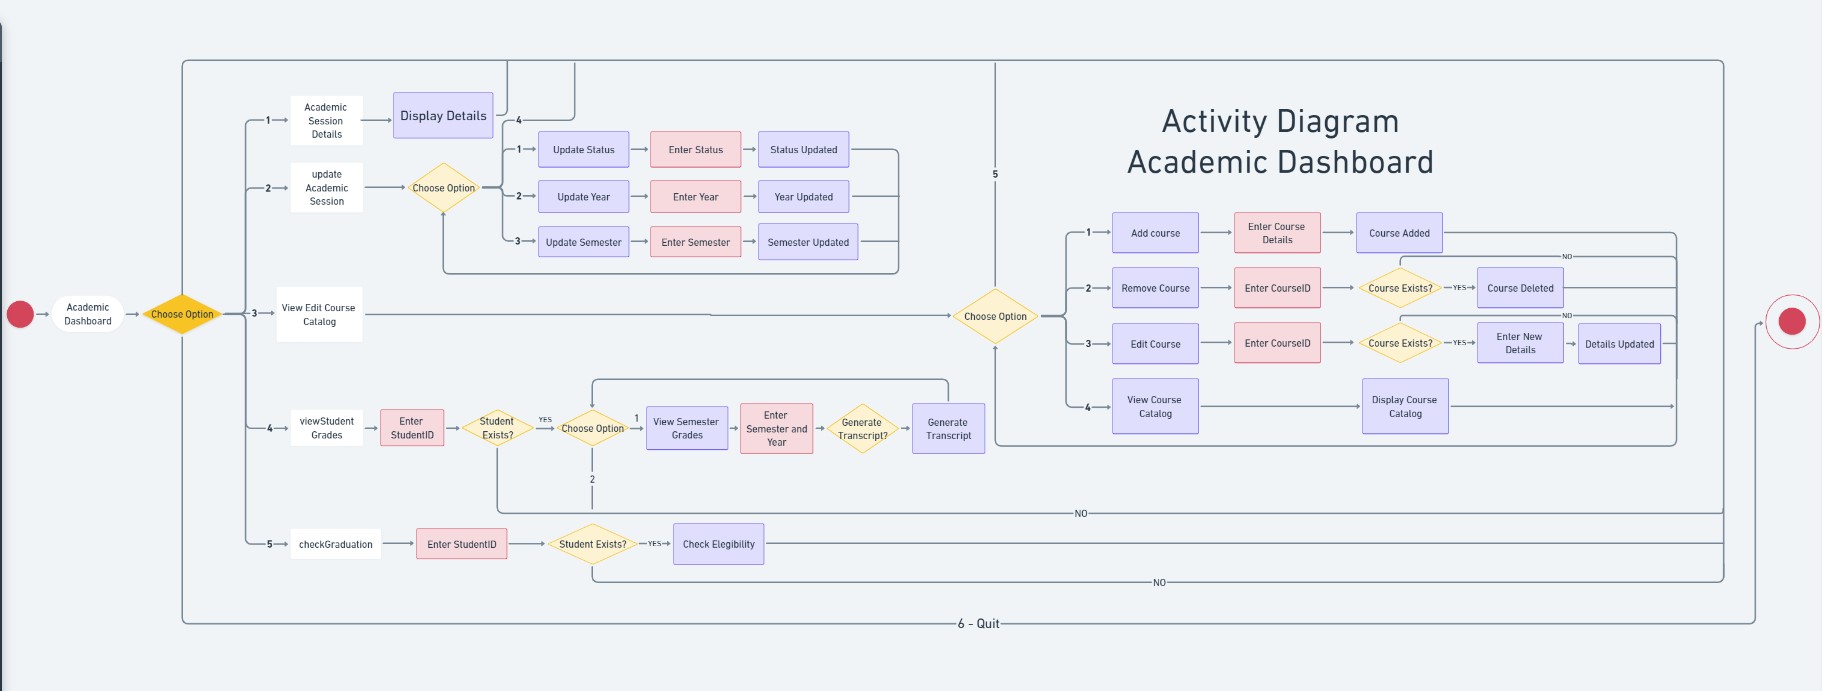 Activity Diagram
Academic Dashboard
Academic
Dashboard
Choose Option
1
Academic
Session
Details
Display Details
2
update
Academic
Session
Choose Option
4
1
Update Status
Enter Status
Status Updated
2
Update Year
Enter Year
Year Updated
3
Update Semester
Enter Semester
Semester Updated
3
View Edit Course
Catalog
Choose Option
5
1
Add course
Enter Course
Details
Course Added
2
Remove Course
Enter CourseID
Course Exists?
NO
YES
Course Deleted
3
Edit Course
Enter CourseID
Course Exists?
NO
YES
Enter New
Details
Details Updated
4
View Course
Catalog
Display Course
Catalog
4
viewStudent
Grades
Enter
StudentID
Student
Exists?
YES
Choose Option
1
View Semester
Grades
Enter
Semester and
Year
Generate
Transcript?
Generate
Transcript
2
NO
5
checkGraduation
Enter StudentID
Student Exists?
YES
Check Elegibility
NO
6 - Quit